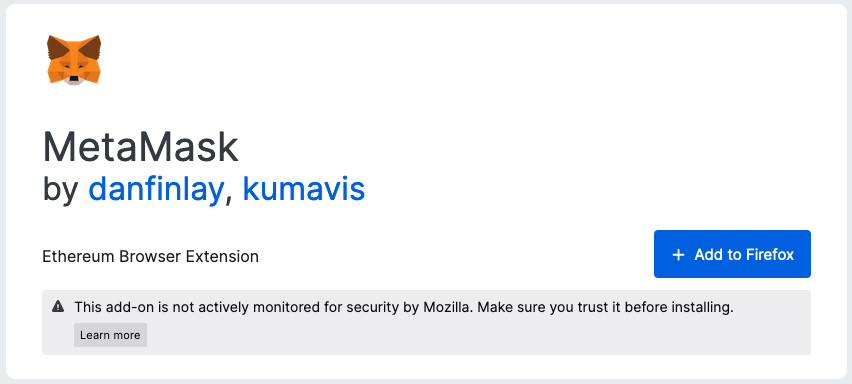 MetaMask
by danfinlay, kumavis
Ethereum Browser Extension
+ Add to Firefox
This add-on is not actively monitored for security by Mozilla. Make sure you trust it before installing.
Learn more